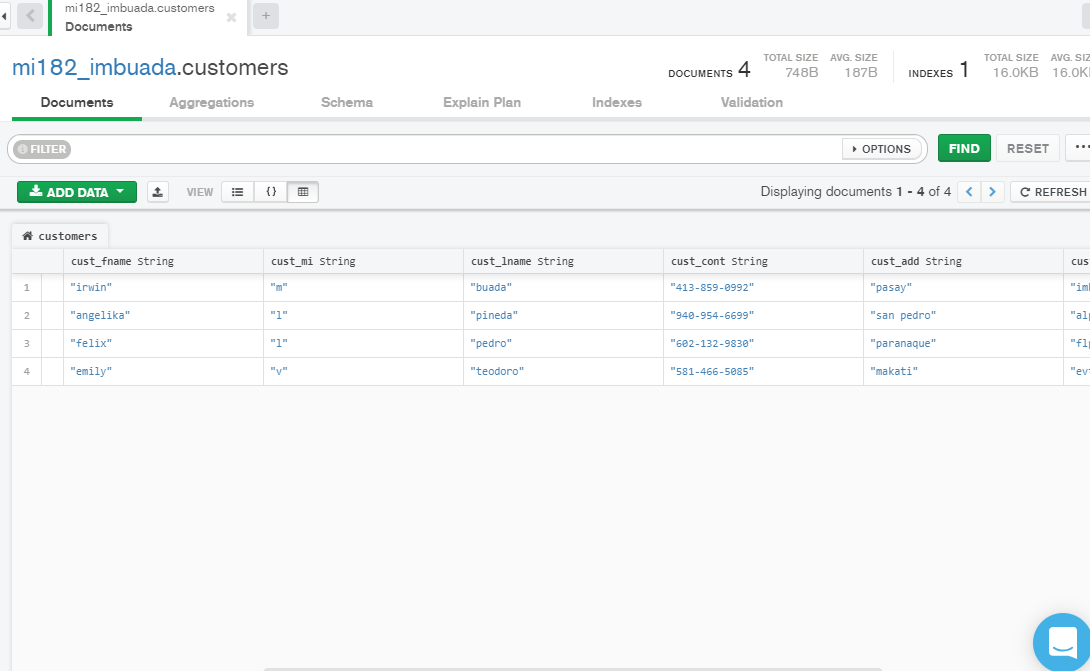 mi182_imbuada.customers
Documents
mi182_imbuada.customers
DOCUMENTS 4 TOTAL SIZE 748B AVG. SIZE 187B INDEXES 1 TOTAL SIZE 16.0KB AVG. SIZ 16.0K
Documents Aggregations Schema Explain Plan Indexes Validation
FILTER OPTIONS FIND RESET
ADD DATA VIEW {} Displaying documents 1 - 4 of 4 REFRESH
customers
cust_fname String cust_mi String cust_lname String cust_cont String cust_add String cus
1 "irwin" "m" "buada" "413-859-0992" "pasay"
2 "angelika" "l" "pineda" "940-954-6699" "san pedro"
3 "felix" "l" "pedro" "602-132-9830" "paranaque"
4 "emily" "v" "teodoro" "581-466-5085" "makati"